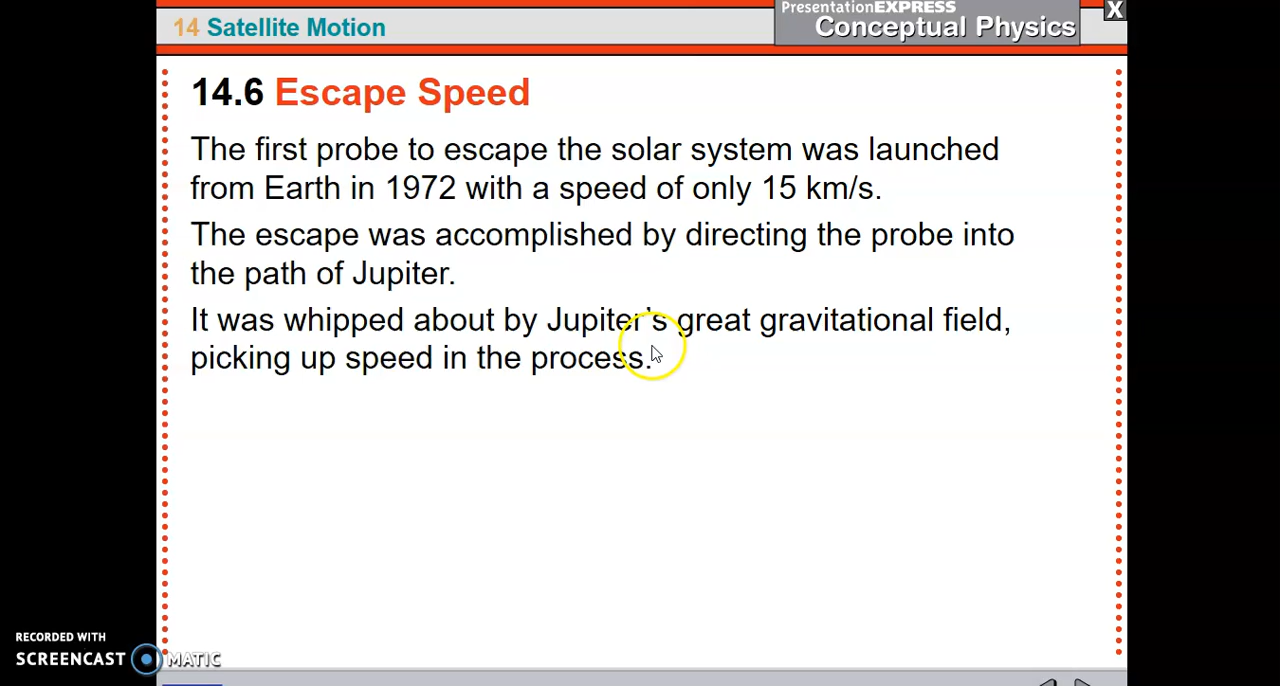 PresentationEXPRESS
14 Satellite Motion
Conceptual Physics
X
14.6 Escape Speed
The first probe to escape the solar system was launched
from Earth in 1972 with a speed of only 15 km/s.
The escape was accomplished by directing the probe into
the path of Jupiter.
It was whipped about by Jupiter's great gravitational field,
picking up speed in the process.
RECORDED WITH
SCREENCAST MATIC